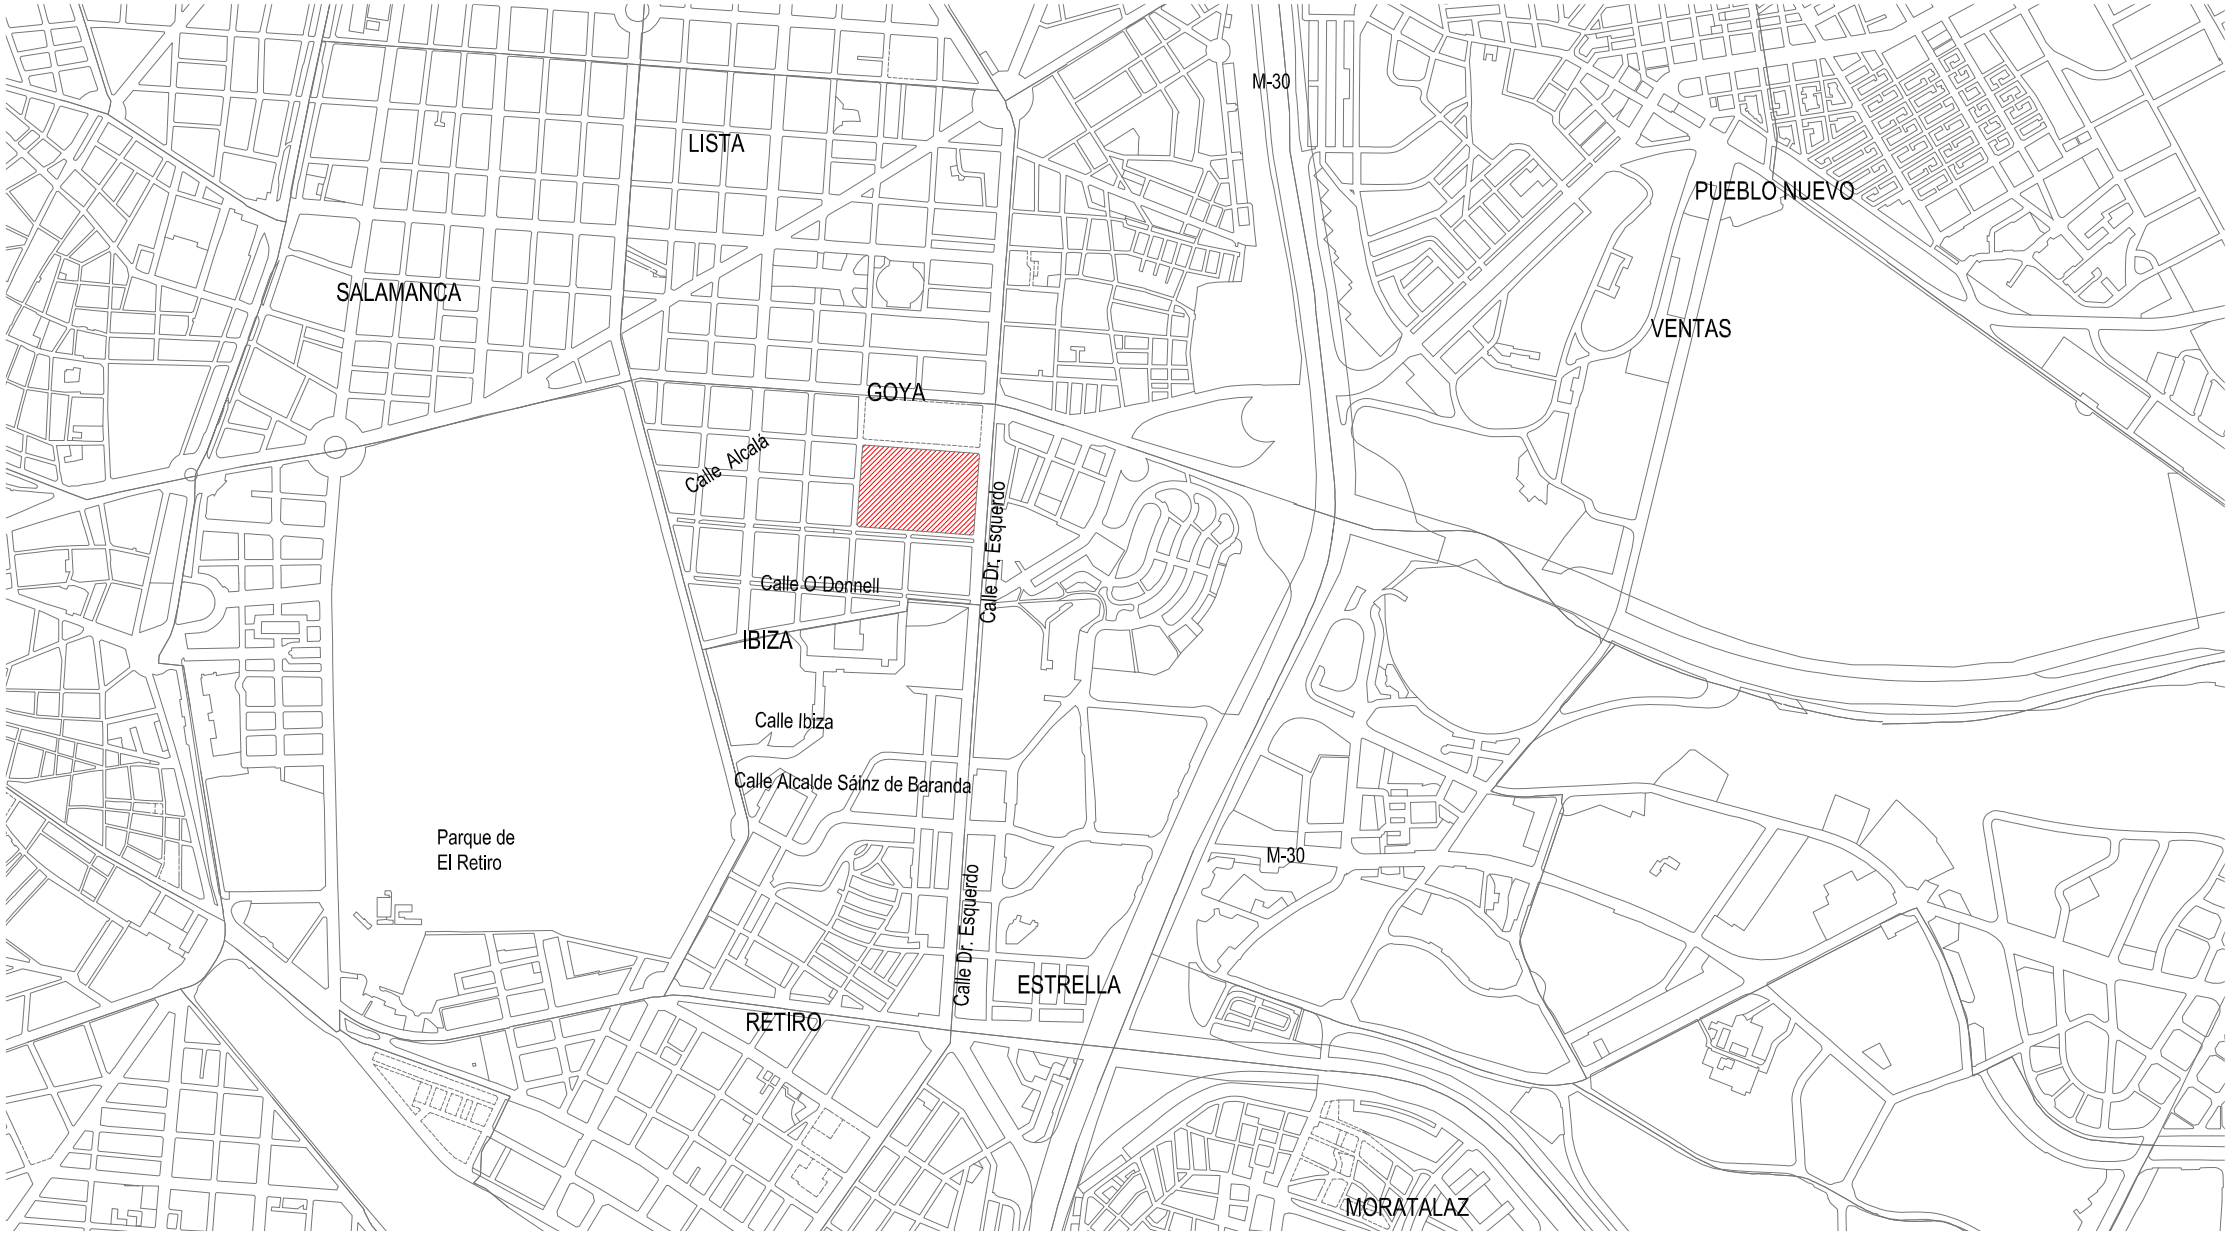 M-30
LISTA
PUEBLO NUEVO
SALAMANCA
VENTAS
GOYA
Calle Alcalá
Calle Dr. Esquerdo
Calle O´Donnell
IBIZA
Calle Ibiza
Calle Alcalde Sáinz de Baranda
Parque de
El Retiro
M-30
Calle Dr. Esquerdo
ESTRELLA
RETIRO
MORATALAZ